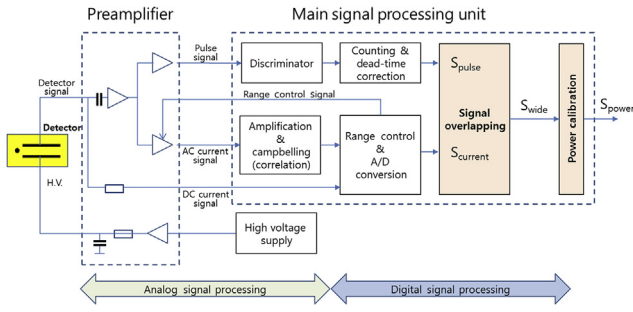 Preamplifier
Main signal processing unit
Pulse
signal
Discriminator
Counting &
dead-time
correction
Detector
signal
Range control signal
Spulse
Swide
Spower
Signal
overlapping
Power calibration
Detector
Amplification
&
campbelling
(correlation)
AC current
signal
Range control
&
A/D
conversion
Scurrent
H.V.
DC current
signal
High voltage
supply
Analog signal processing
Digital signal processing